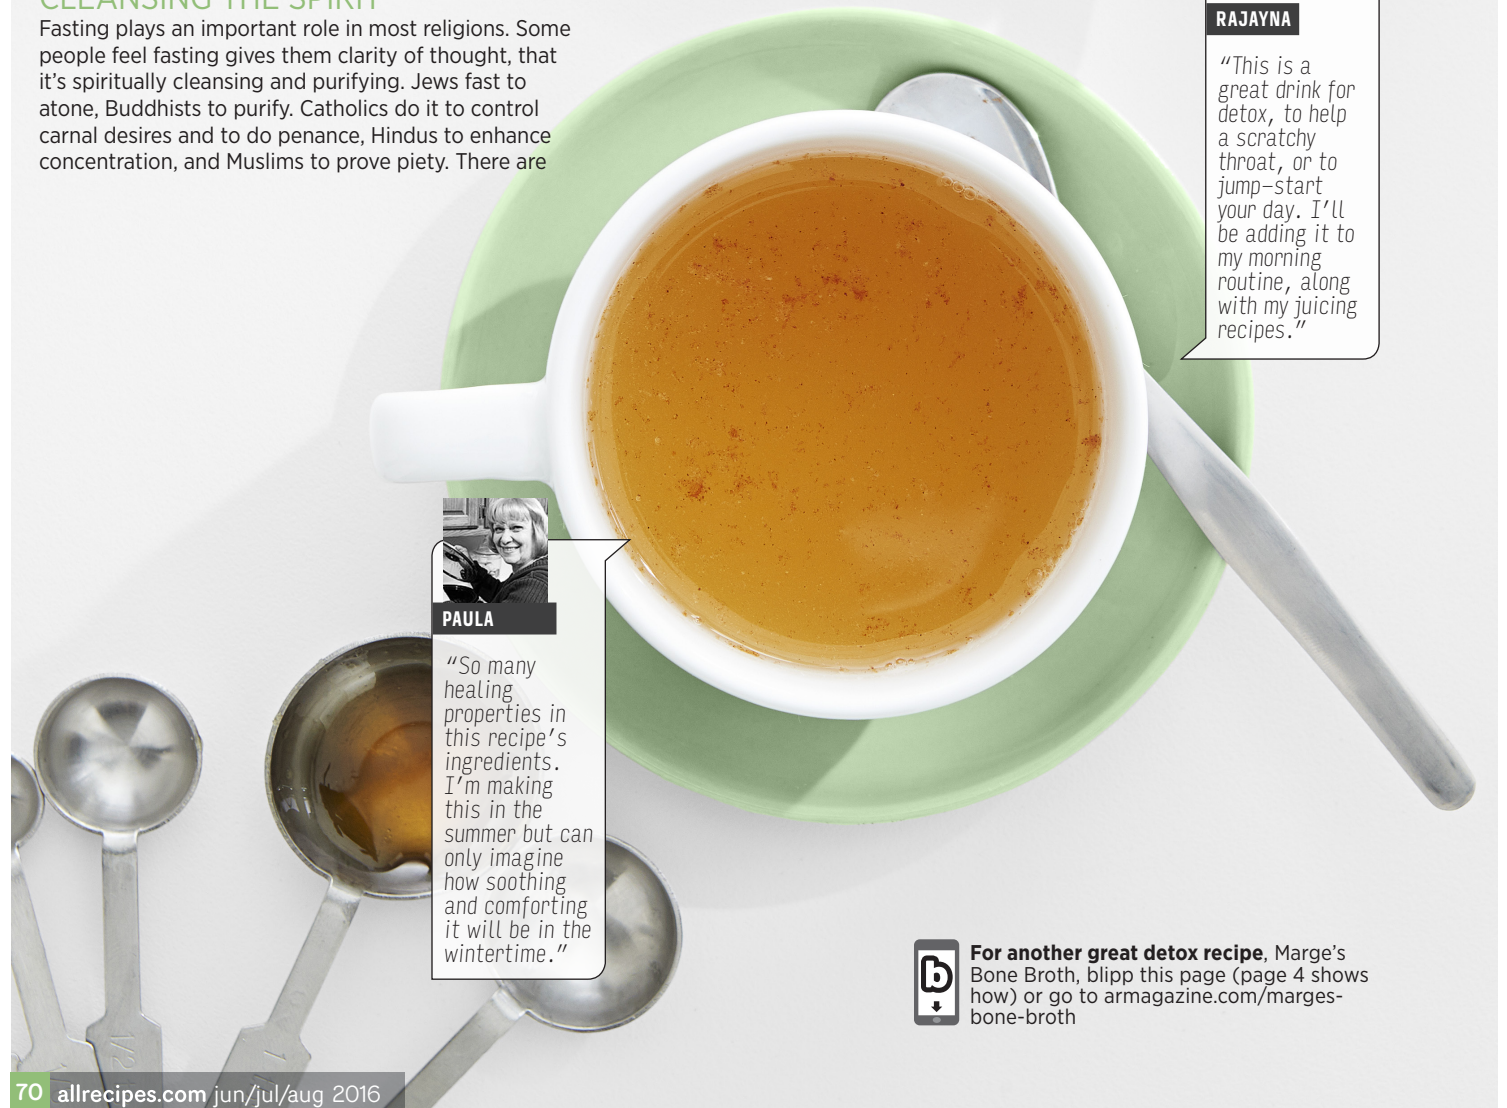 CLEANSING THE SPIRIT
Fasting plays an important role in most religions. Some
people feel fasting gives them clarity of thought, that
it's spiritually cleansing and purifying. Jews fast to
atone, Buddhists to purify. Catholics do it to control
carnal desires and to do penance, Hindus to enhance
concentration, and Muslims to prove piety. There are
RAJAYNA
“This is a
great drink for
detox, to help
a scratchy
throat, or to
jump-start
your day. I'll
be adding it to
my morning
routine, along
with my juicing
recipes.”
PAULA
“So many
healing
properties in
this recipe's
ingredients.
I'm making
this in the
summer but can
only imagine
how soothing
and comforting
it will be in the
wintertime.”
For another great detox recipe, Marge's
Bone Broth, blipp this page (page 4 shows
how) or go to armagazine.com/marges-
bone-broth
b
1/2
1
70 allrecipes.com jun/jul/aug 2016